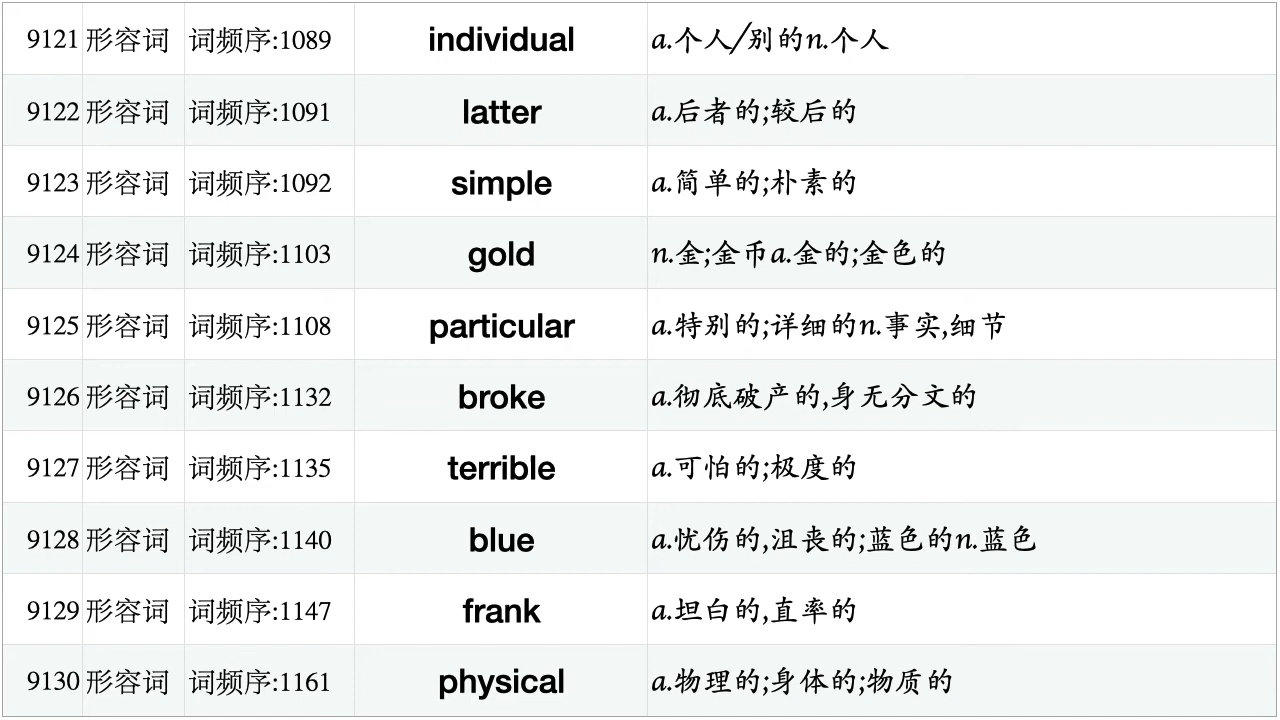 9121 形容词 词频序:1089 individual a.个人/别的n.个人
9122 形容词 词频序:1091 latter a.后者的;较后的
9123 形容词 词频序:1092 simple a.简单的;朴素的
9124 形容词 词频序:1103 gold n.金;金币a.金的;金色的
9125 形容词 词频序:1108 particular a.特别的;详细的n.事实,细节
9126 形容词 词频序:1132 broke a.彻底破产的,身无分文的
9127 形容词 词频序:1135 terrible a.可怕的;极度的
9128 形容词 词频序:1140 blue a.忧伤的,沮丧的;蓝色的n.蓝色
9129 形容词 词频序:1147 frank a.坦白的,直率的
9130 形容词 词频序:1161 physical a.物理的;身体的;物质的